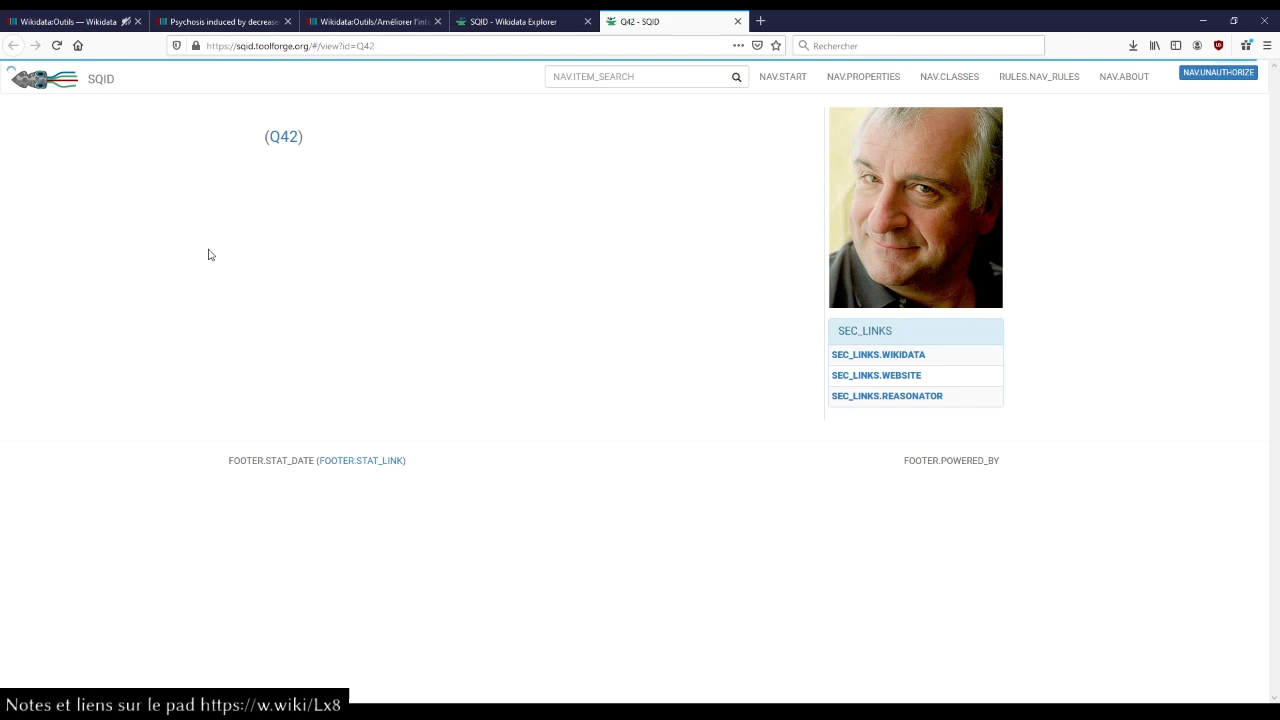 Wikidata:Outils — Wikidata
Psychosis induced by decrease
Wikidata:Outils/Améliorer l'inte
SQID - Wikidata Explorer
Q42 - SQID
https://sqid.toolforge.org/#/view?id=Q42
Rechercher
SQID
NAV.ITEM_SEARCH
NAV.START
NAV.PROPERTIES
NAV.CLASSES
RULES.NAV_RULES
NAV.ABOUT
NAV.UNAUTHORIZE
(Q42)
SEC_LINKS
SEC_LINKS.WIKIDATA
SEC_LINKS.WEBSITE
SEC_LINKS.REASONATOR
FOOTER.STAT_DATE (FOOTER.STAT_LINK)
FOOTER.POWERED_BY
Notes et liens sur le pad https://w.wiki/Lx8